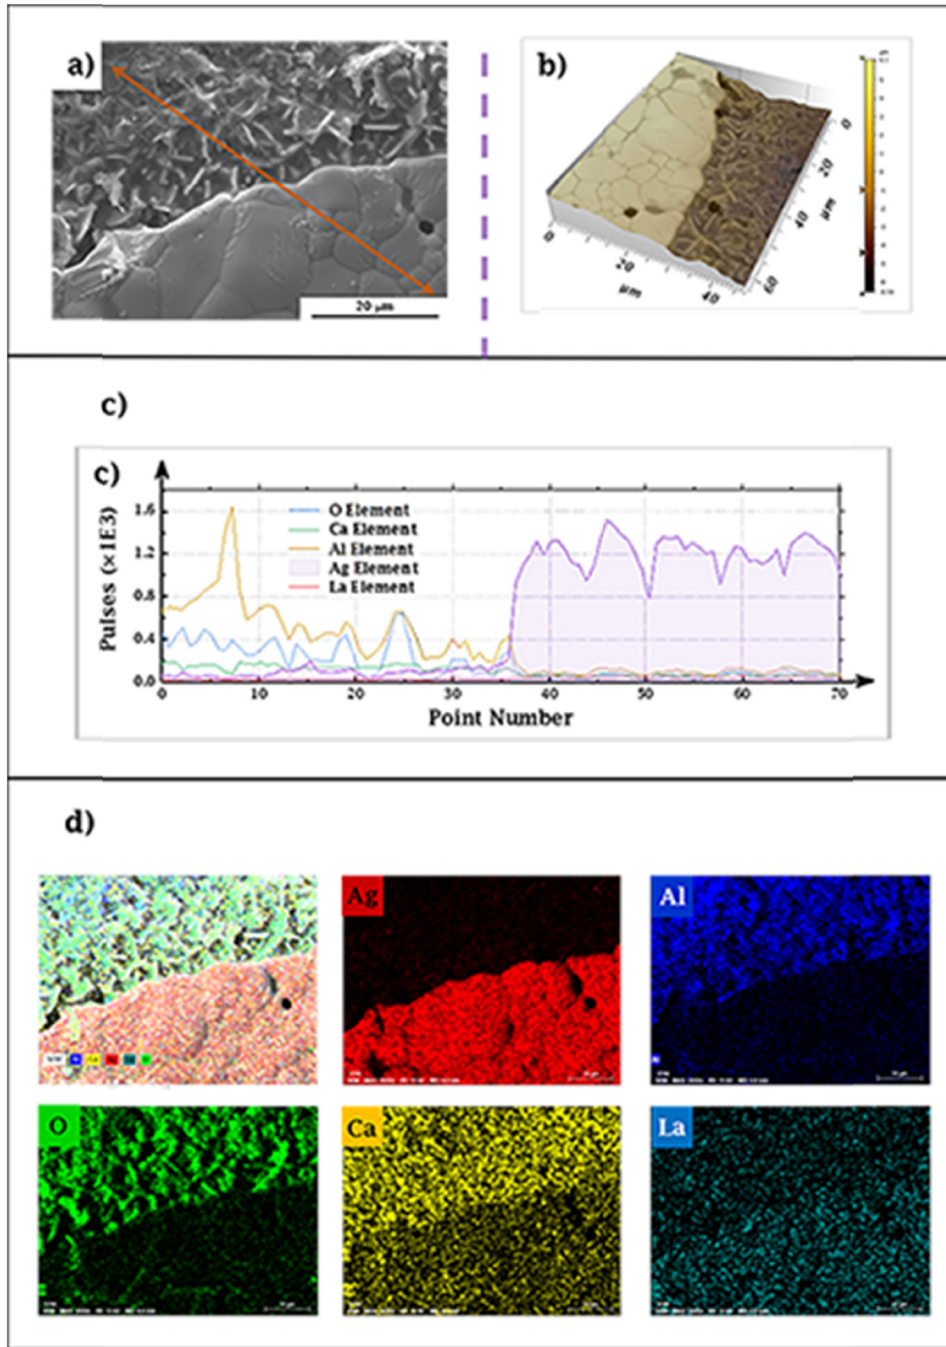 a)
20 µm
b)
0
20
40
µm
0
20
40
60
µm
c)
c)
Pulses (×1E3)
1.6
1.2
0.8
0.4
0.0
O Element
Ca Element
Al Element
Ag Element
La Element
0 10 20 30 40 50 60 70
Point Number
d)
Ag
Al
O
Ca
La